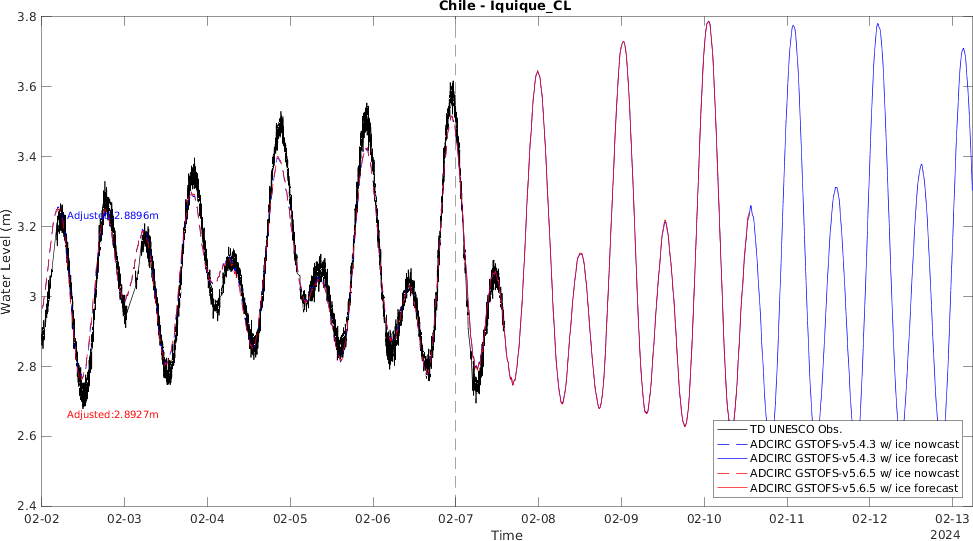 Chile - Iquique_CL
3.8
3.6
3.4
3.2
3
2.8
2.6
2.4
Water Level (m)
Adjusted:2.8896m
Adjusted:2.8927m
TD UNESCO Obs.
ADCIRC GSTOFS-v5.4.3 w/ ice nowcast
ADCIRC GSTOFS-v5.4.3 w/ ice forecast
ADCIRC GSTOFS-v5.6.5 w/ ice nowcast
ADCIRC GSTOFS-v5.6.5 w/ ice forecast
02-02 02-03 02-04 02-05 02-06 02-07 02-08 02-09 02-10 02-11 02-12 02-13
Time
2024